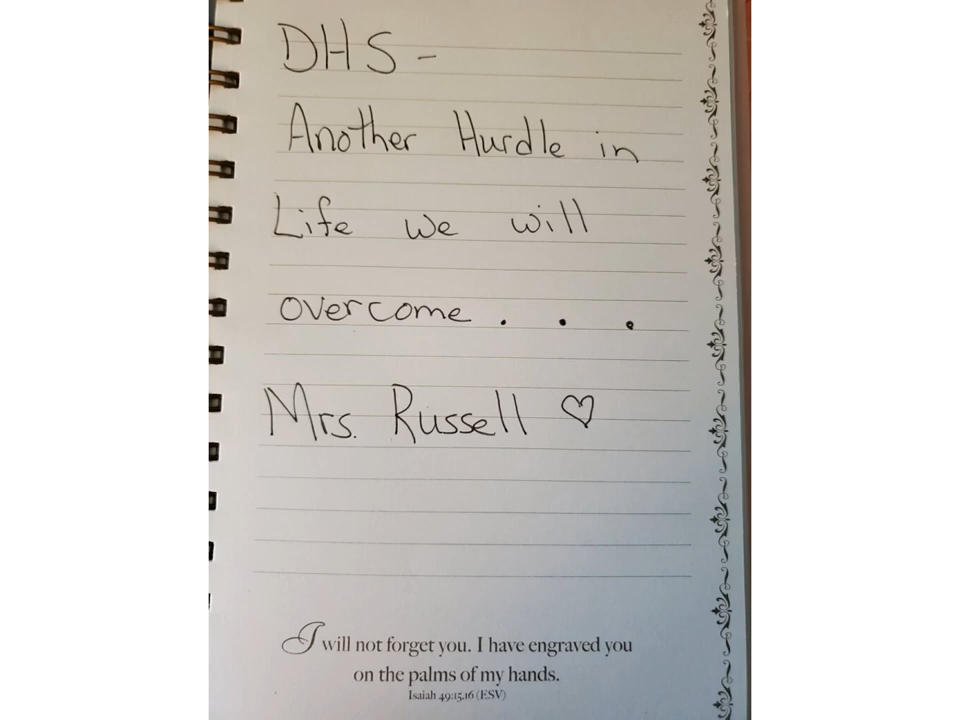 DHS -
Another Hurdle in
Life we will
overcome . . .
Mrs. Russell ♡
I will not forget you. I have engraved you
on the palms of my hands.
Isaiah 49:15,16 (ESV)